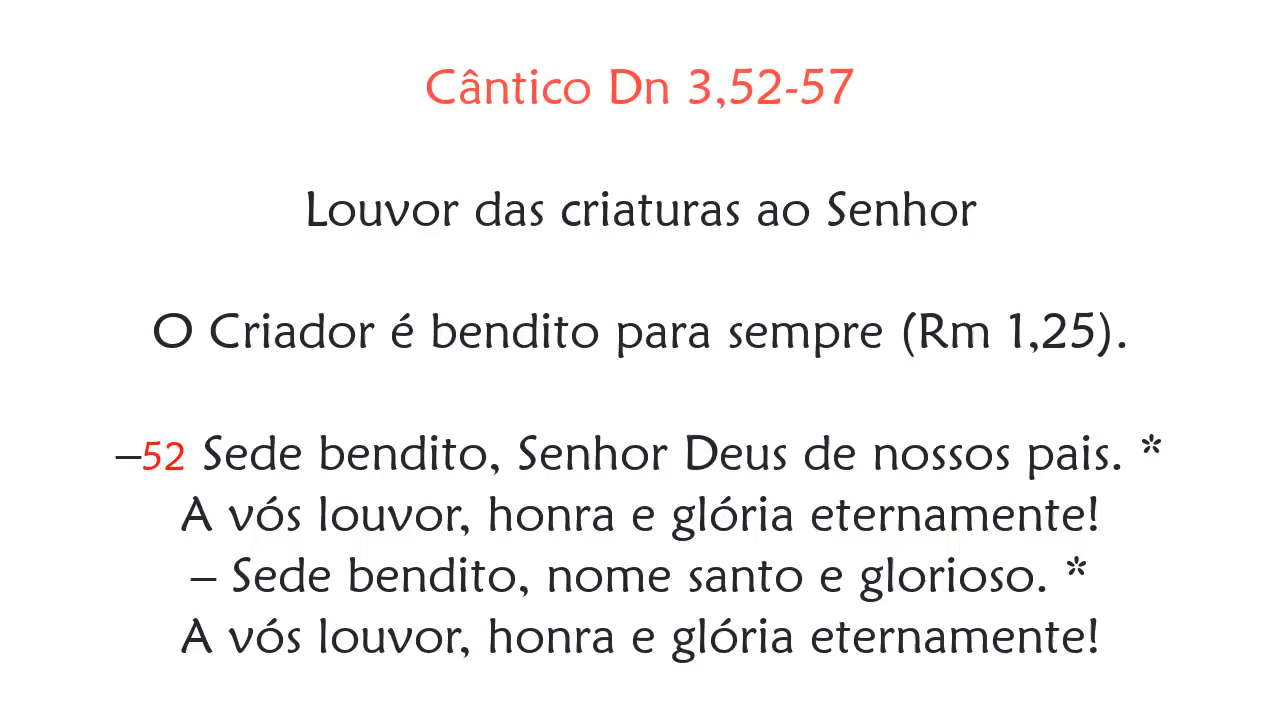 Cântico Dn 3,52-57
Louvor das criaturas ao Senhor
O Criador é bendito para sempre (Rm 1,25).
–52 Sede bendito, Senhor Deus de nossos pais. *
A vós louvor, honra e glória eternamente!
– Sede bendito, nome santo e glorioso. *
A vós louvor, honra e glória eternamente!